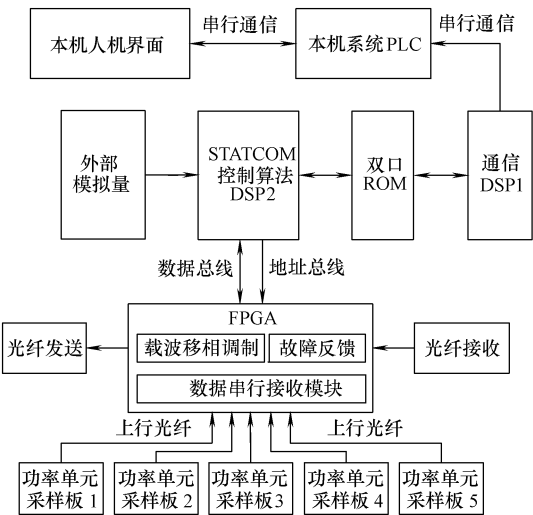 串行通信
串行通信
本机人机界面
本机系统 PLC
外部
模拟量
STATCOM
控制算法
DSP2
双口
ROM
通信
DSP1
数据总线
地址总线
FPGA
光纤发送
载波移相调制
故障反馈
光纤接收
数据串行接收模块
上行光纤
上行光纤
功率单元
采样板 1
功率单元
采样板 2
功率单元
采样板3
功率单元
采样板 4
功率单元
采样板 5